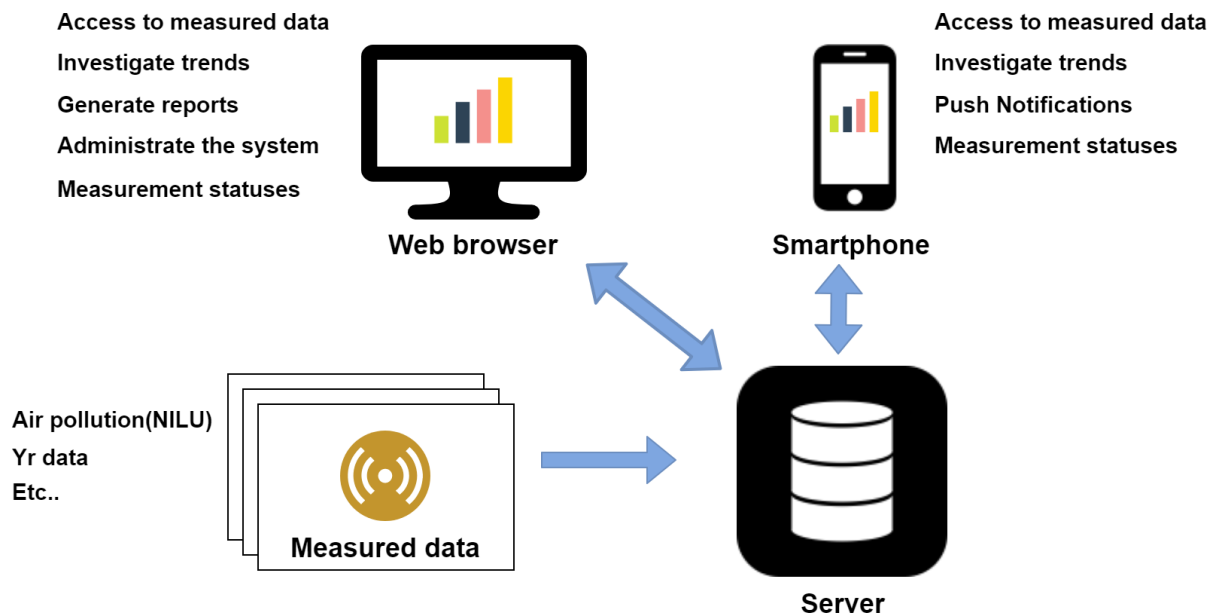 Access to measured data
Investigate trends
Generate reports
Administrate the system
Measurement statuses
Web browser
Access to measured data
Investigate trends
Push Notifications
Measurement statuses
Smartphone
Air pollution(NILU)
Yr data
Etc..
Measured data
Server